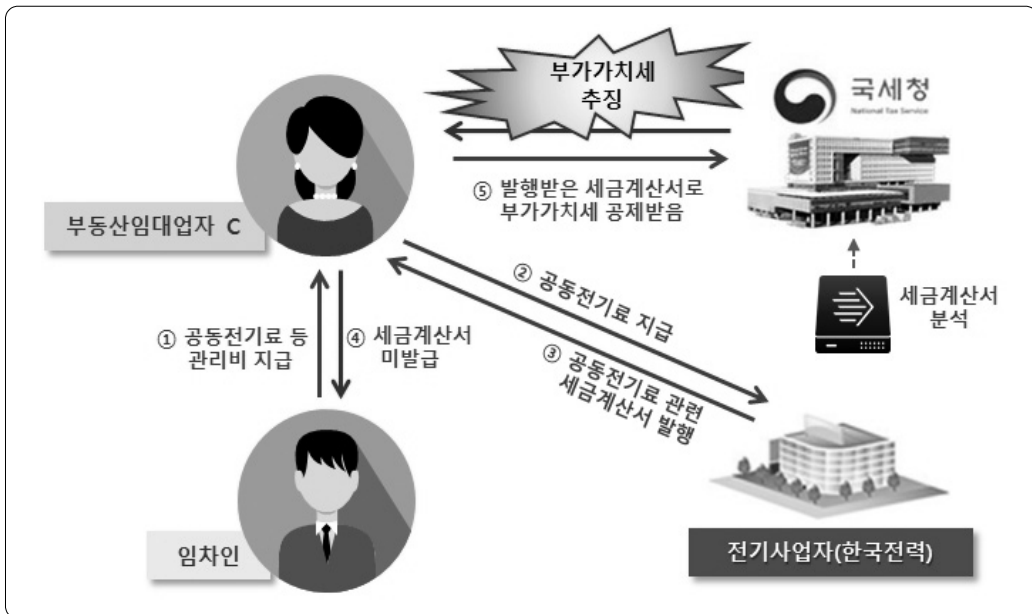 부가가치세
추징
국세청
National Tax Service
⑤ 발행받은 세금계산서로
부가가치세 공제받음
부동산임대업자 C
② 공동전기료 지급
세금계산서
분석
① 공동전기료 등
관리비 지급
④ 세금계산서
미발급
③ 공동전기료 관련
세금계산서 발행
임차인
전기사업자(한국전력)